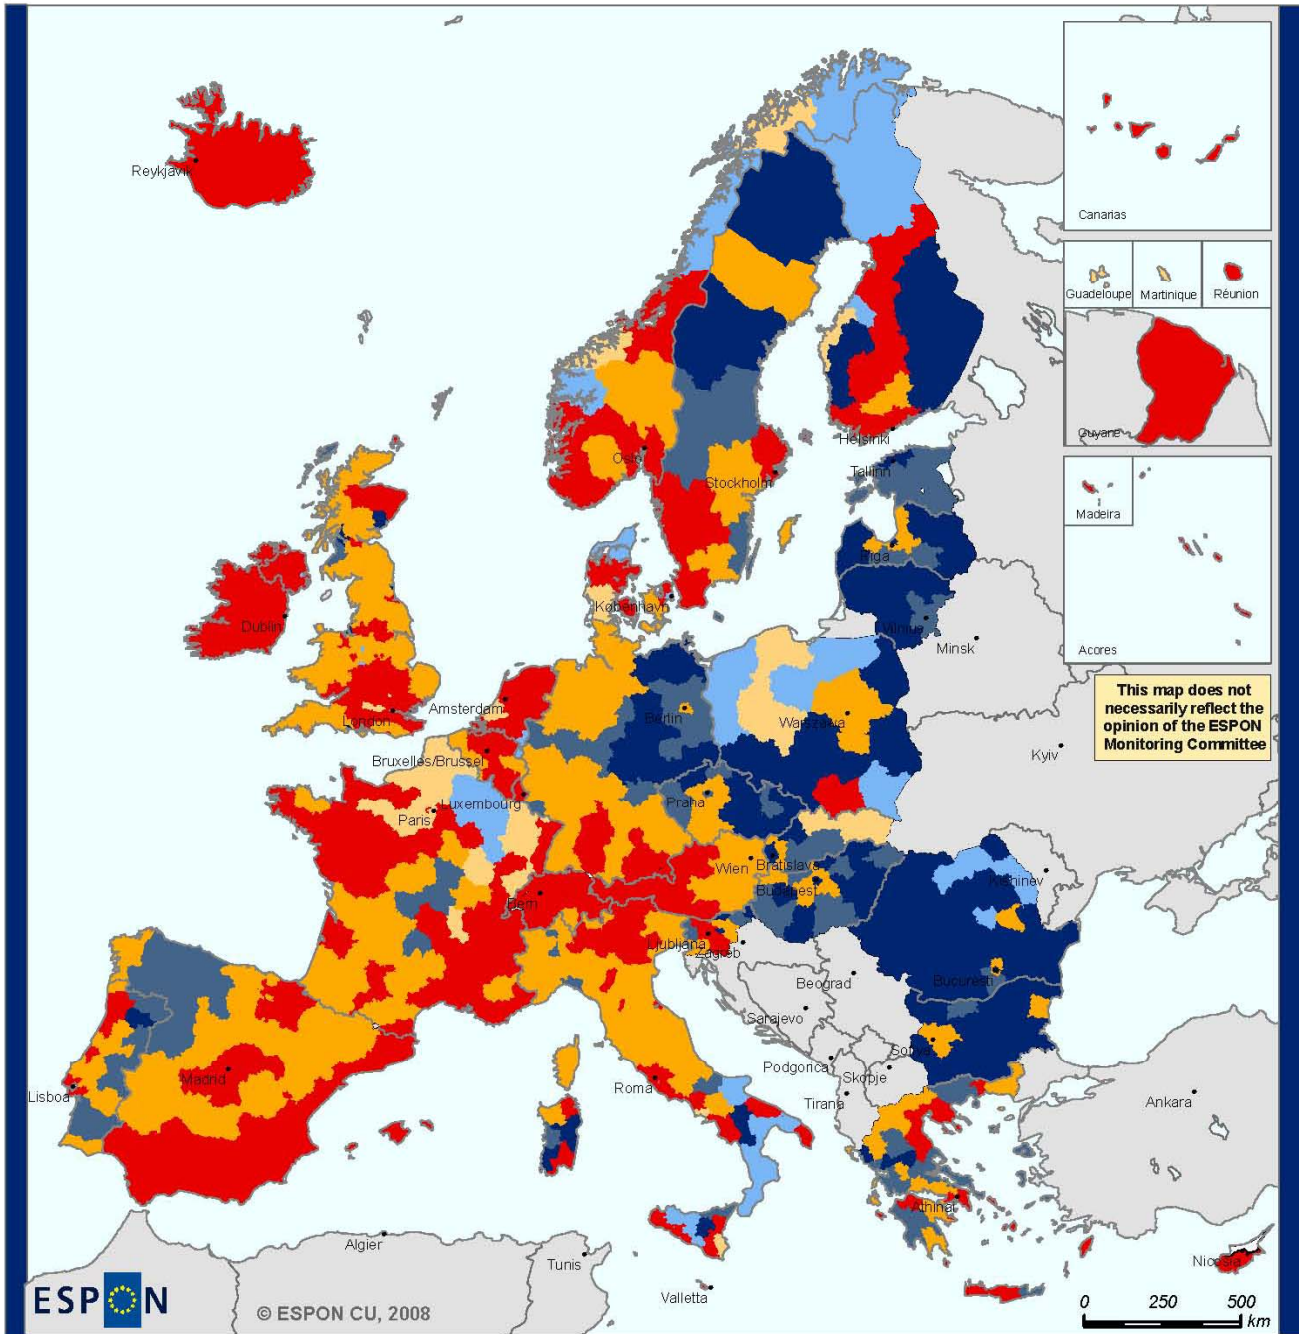 Reykjavik
Canarias
Guadeloupe
Martinique
Réunion
Guyane
Madeira
Acores
This map does not
necessarily reflect the
opinion of the ESPON
Monitoring Committee
Helsinki
Oslo
Stockholm
Tallinn
Riga
København
Vilnius
Minsk
Dublin
London
Amsterdam
Berlin
Warszawa
Kyiv
Bruxelles/Brussel
Luxembourg
Praha
Paris
Wien
Bratislava
Budapest
Kishinev
Bern
Ljubljana
Zagreb
Beograd
Bucuresti
Sarajevo
Sofiya
Podgorica
Skopje
Madrid
Roma
Tirana
Lisboa
Ankara
Athinai
Algier
Tunis
Nicosia
Valletta
ESPON
© ESPON CU, 2008
0 250 500
km